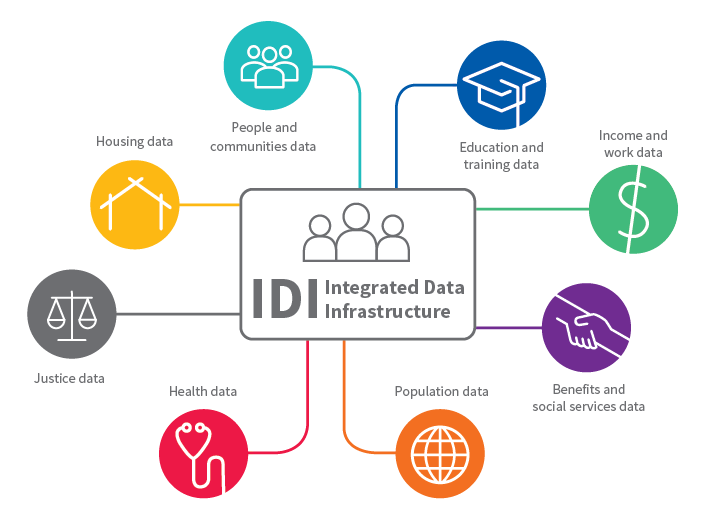 People and
communities data
Education and
training data
Income and
work data
Housing data
IDI Integrated Data
Infrastructure
Justice data
Benefits and
social services data
Health data
Population data